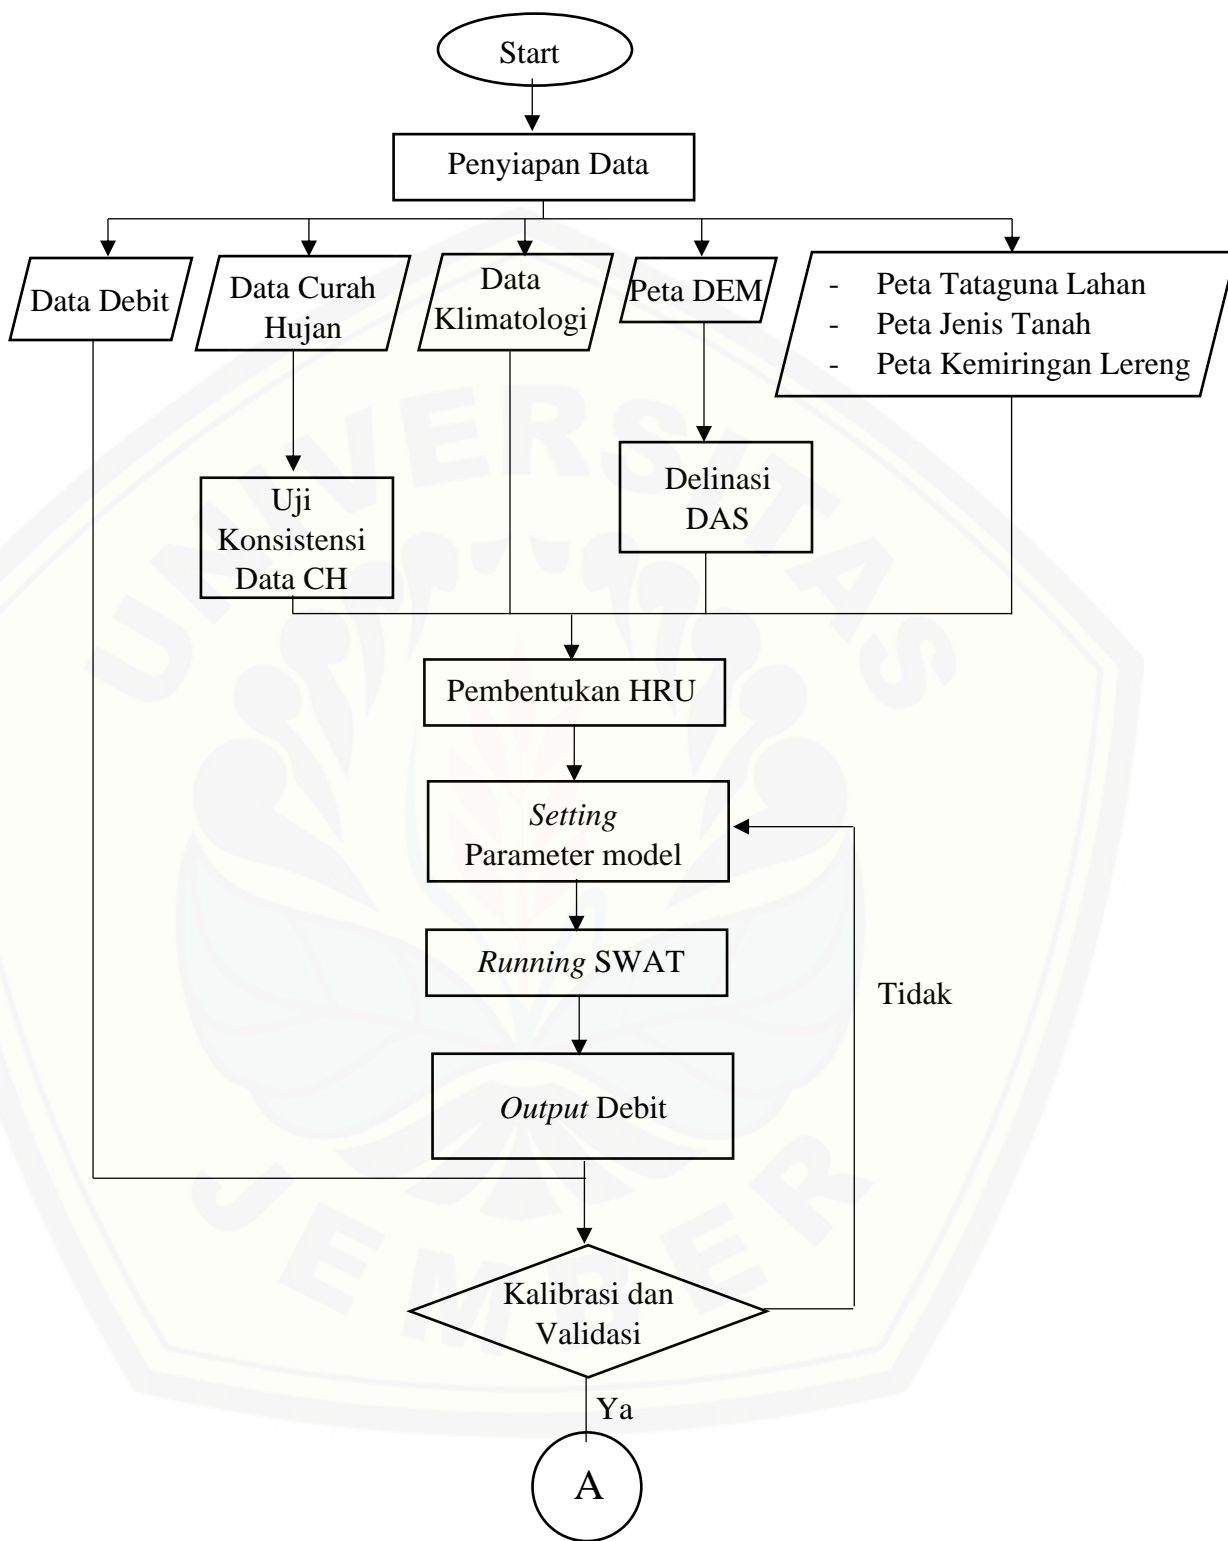 Start
Penyiapan Data
Data Debit
Data Curah
Hujan
Data
Klimatologi
Peta DEM
- Peta Tataguna Lahan
- Peta Jenis Tanah
- Peta Kemiringan Lereng
Uji
Konsistensi
Data CH
Delinasi
DAS
Pembentukan HRU
Setting
Parameter model
Running SWAT
Tidak
Output Debit
Kalibrasi dan
Validasi
Ya
A
UNIVERSITAS
JEMBER